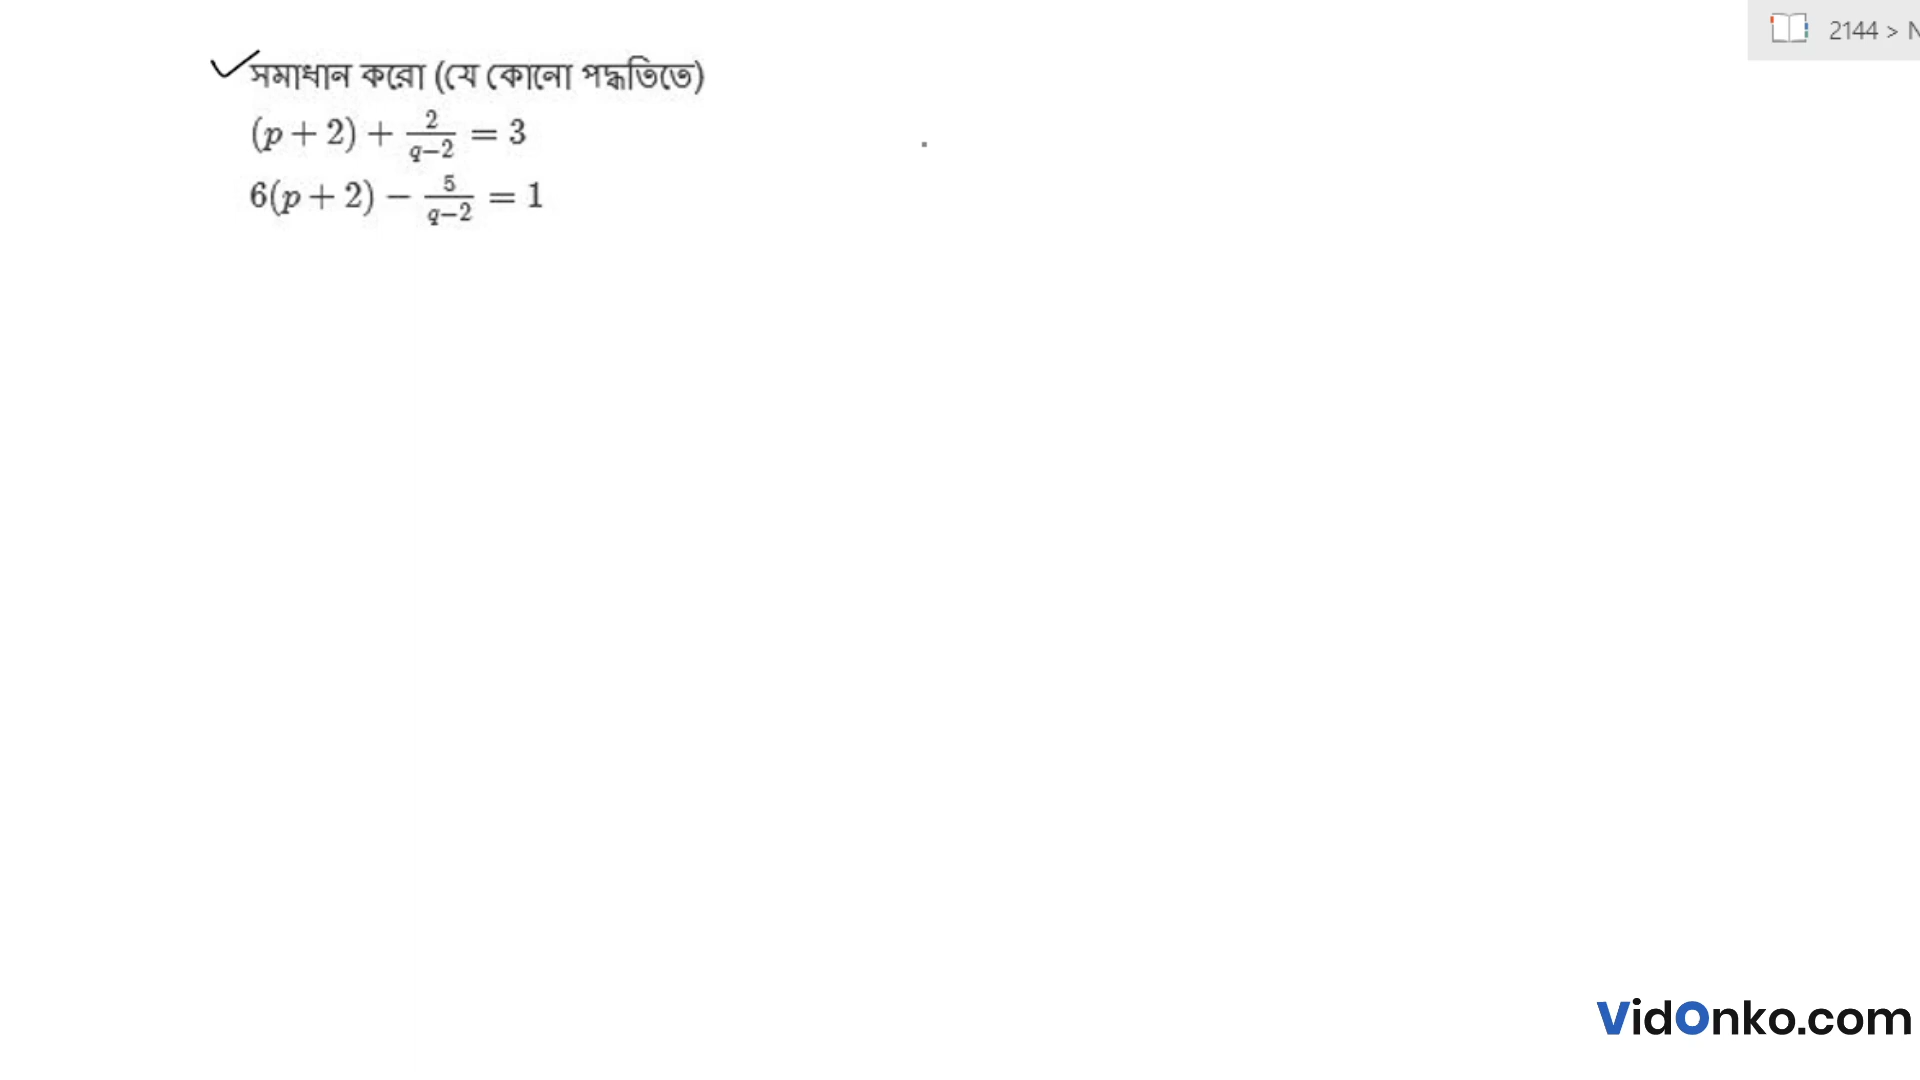 2144 >
সমাধান করো (যে কোনো পদ্ধতিতে)
(p + 2) + 2/(q−2) = 3
6(p + 2) − 5/(q−2) = 1
VidOnko.com